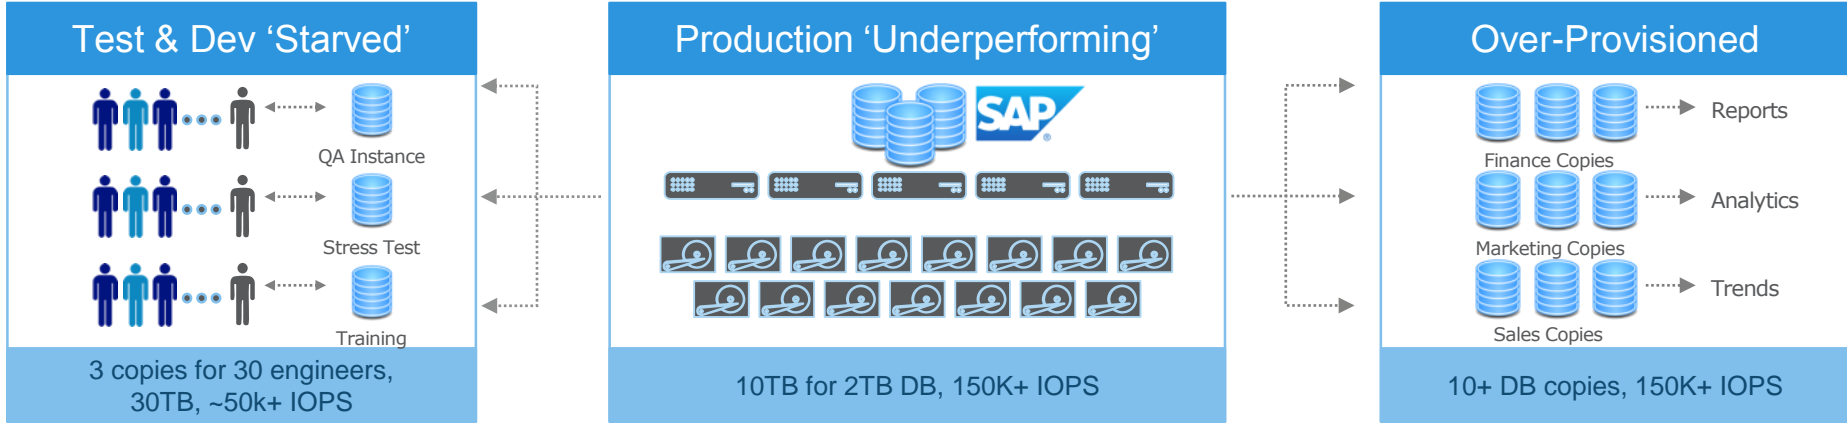 Test & Dev ‘Starved’
QA Instance
Stress Test
Training
3 copies for 30 engineers,
30TB, ~50k+ IOPS
Production ‘Underperforming’
SAP
®
10TB for 2TB DB, 150K+ IOPS
Over-Provisioned
Reports
Finance Copies
Analytics
Marketing Copies
Trends
Sales Copies
10+ DB copies, 150K+ IOPS